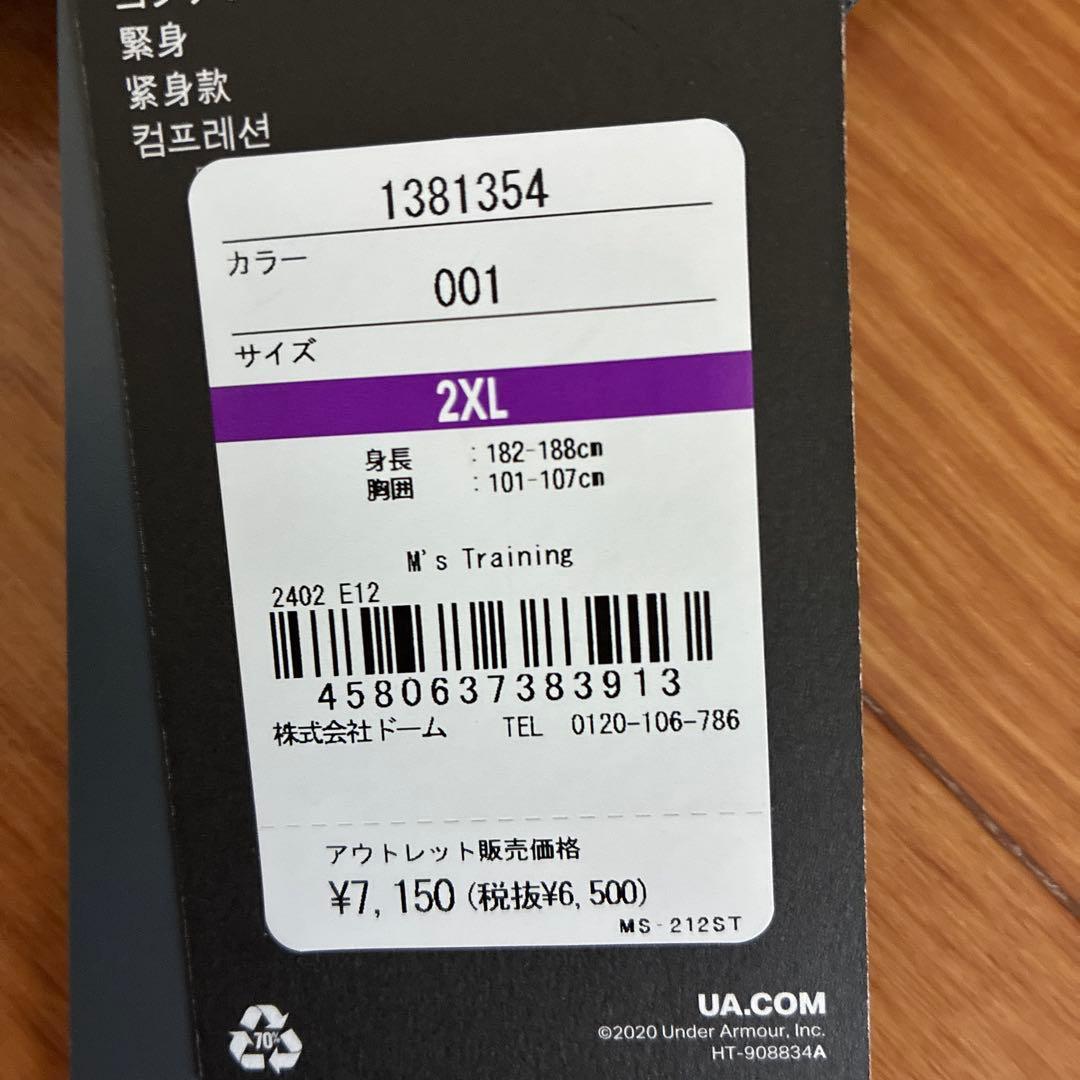 緊身
紧身款
컴프레션
1381354
カラー
001
サイズ
2XL
身長 : 182-188cm
胸囲 : 101-107cm
M's Training
2402 E12
4580637383913
株式会社ドーム TEL 0120-106-786
アウトレット販売価格
¥7,150 (税抜¥6,500)
MS-212ST
70%
UA.COM
©2020 Under Armour, Inc.
HT-908834A